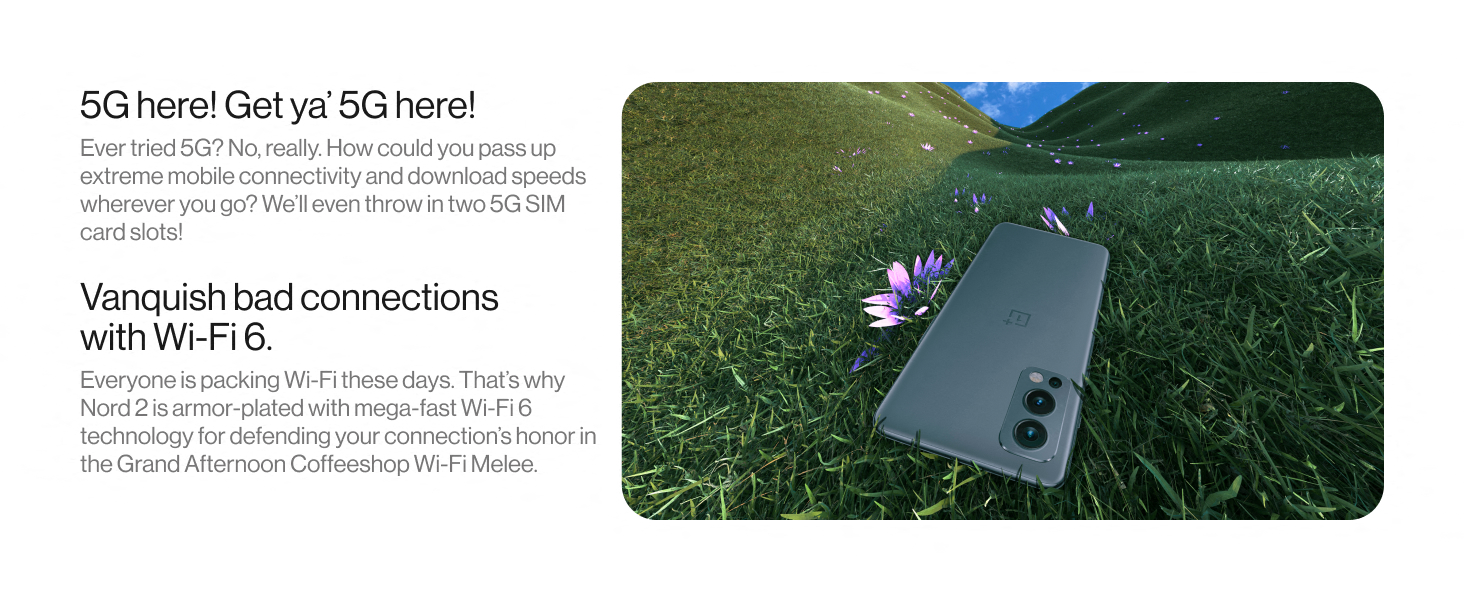 5G here! Get ya’ 5G here!
Ever tried 5G? No, really. How could you pass up
extreme mobile connectivity and download speeds
wherever you go? We’ll even throw in two 5G SIM
card slots!
Vanquish bad connections
with Wi-Fi 6.
Everyone is packing Wi-Fi these days. That’s why
Nord 2 is armor-plated with mega-fast Wi-Fi 6
technology for defending your connection’s honor in
the Grand Afternoon Coffeeshop Wi-Fi Melee.